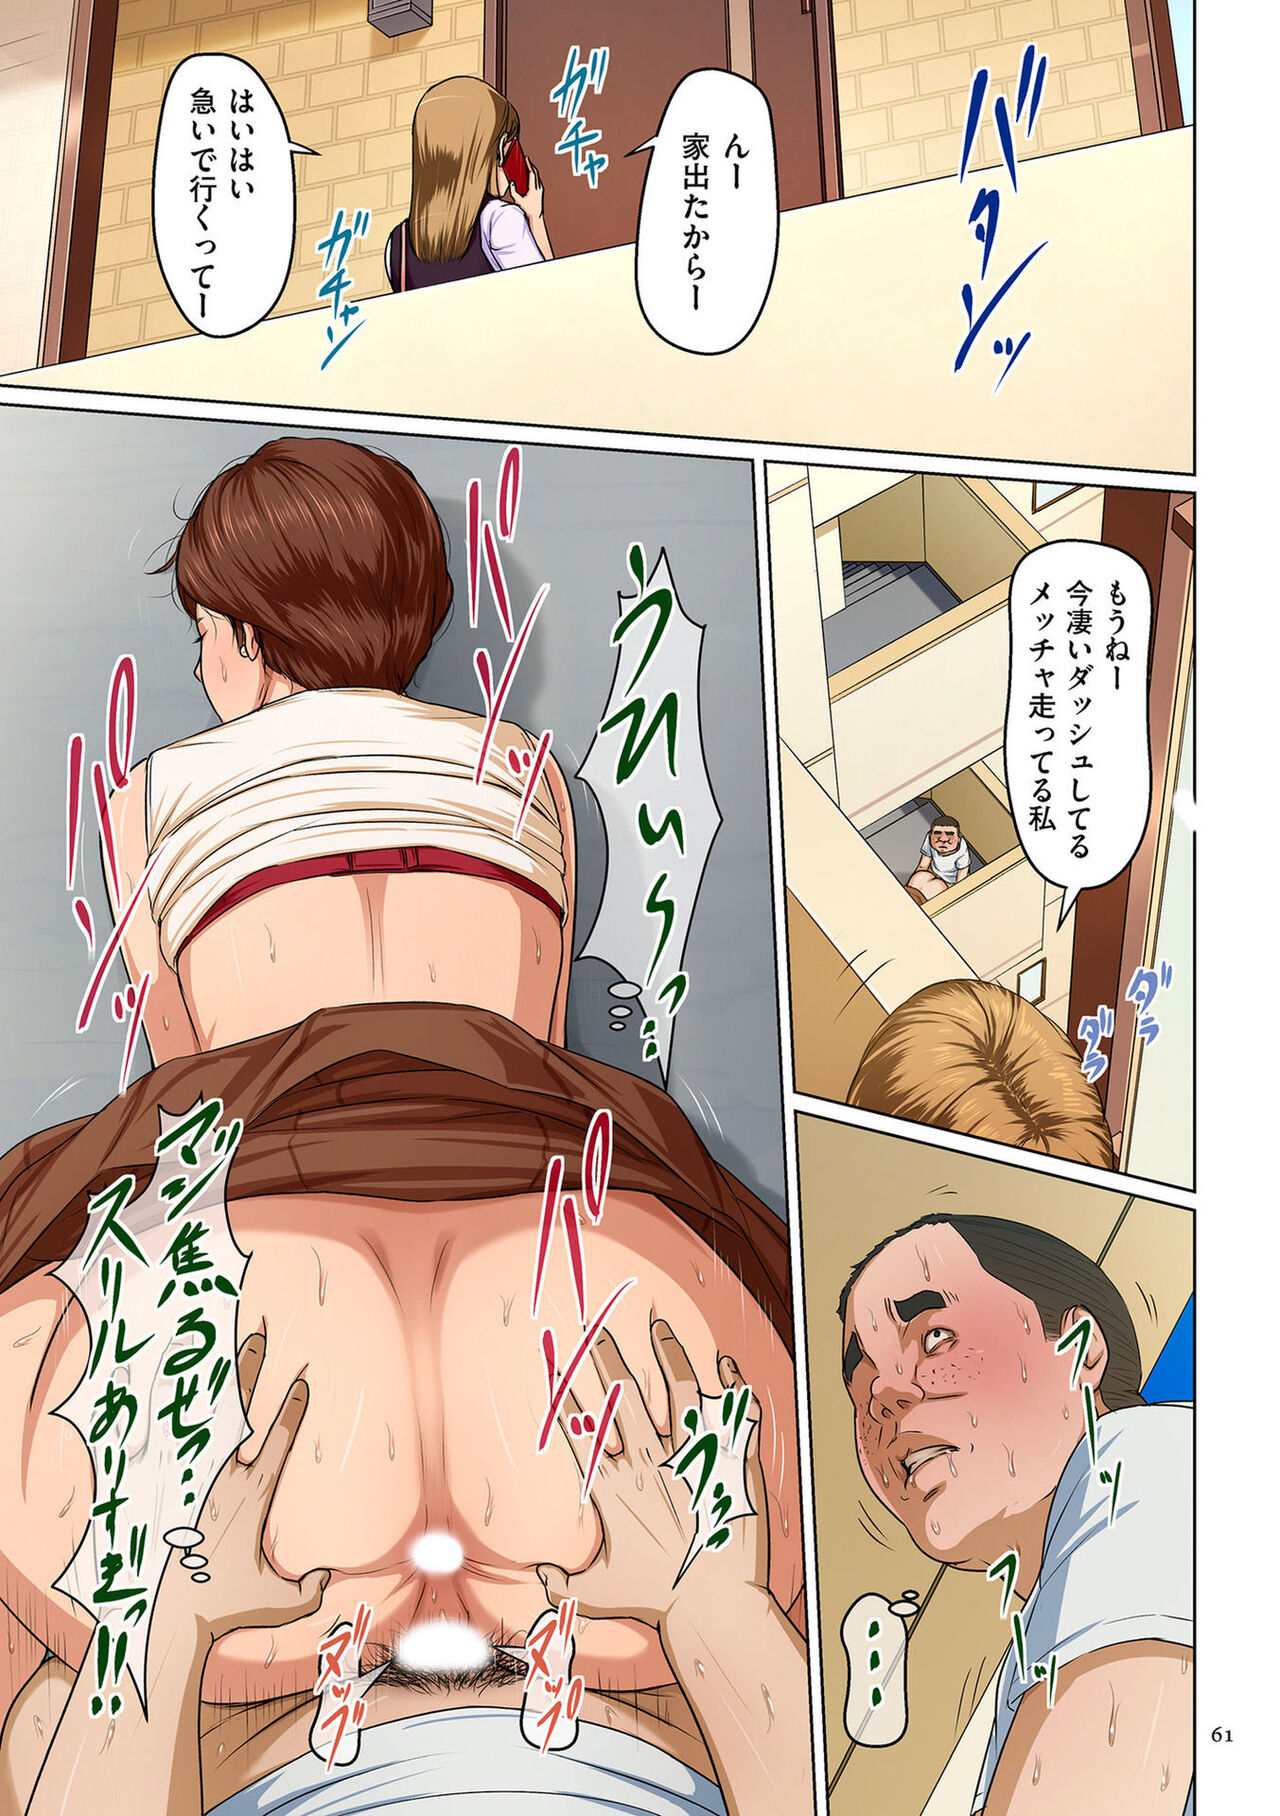 バタンッ
んー
家出たからー
ガチャ
ガチャン
はいはい
急いで行くってー
もうねー
今凄いダッシュしてる
メッチャ走ってる私
ダラ
ダラ
うひぃ〜っ…
パンッ
パンッ
パンッ
パンッ
フーッ
フーッ
…
マジ焦るぜっ…
スリルありすぎ!!
ヌップ
ヌップ
61